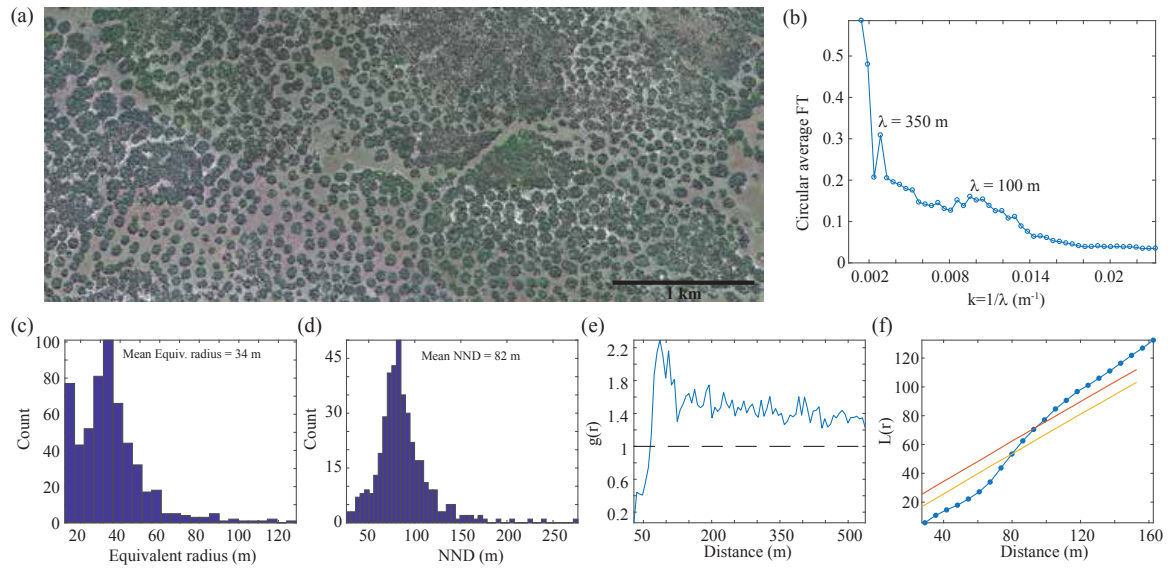 (a)
1 km
(b)
Circular average FT
0.5
0.4
0.3
0.2
0.1
0
λ = 350 m
λ = 100 m
0.002 0.008 0.014 0.02
k=1/λ (m⁻¹)
(c)
Count
100
80
60
40
20
0
Mean Equiv. radius = 34 m
20 40 60 80 100 120
Equivalent radius (m)
(d)
Count
45
30
15
0
Mean NND = 82 m
50 100 150 200 250
NND (m)
(e)
g(r)
2.2
1.8
1.4
1
0.6
0.2
50 200 350 500
Distance (m)
(f)
L(r)
120
100
80
60
40
20
40 80 120 162
Distance (m)